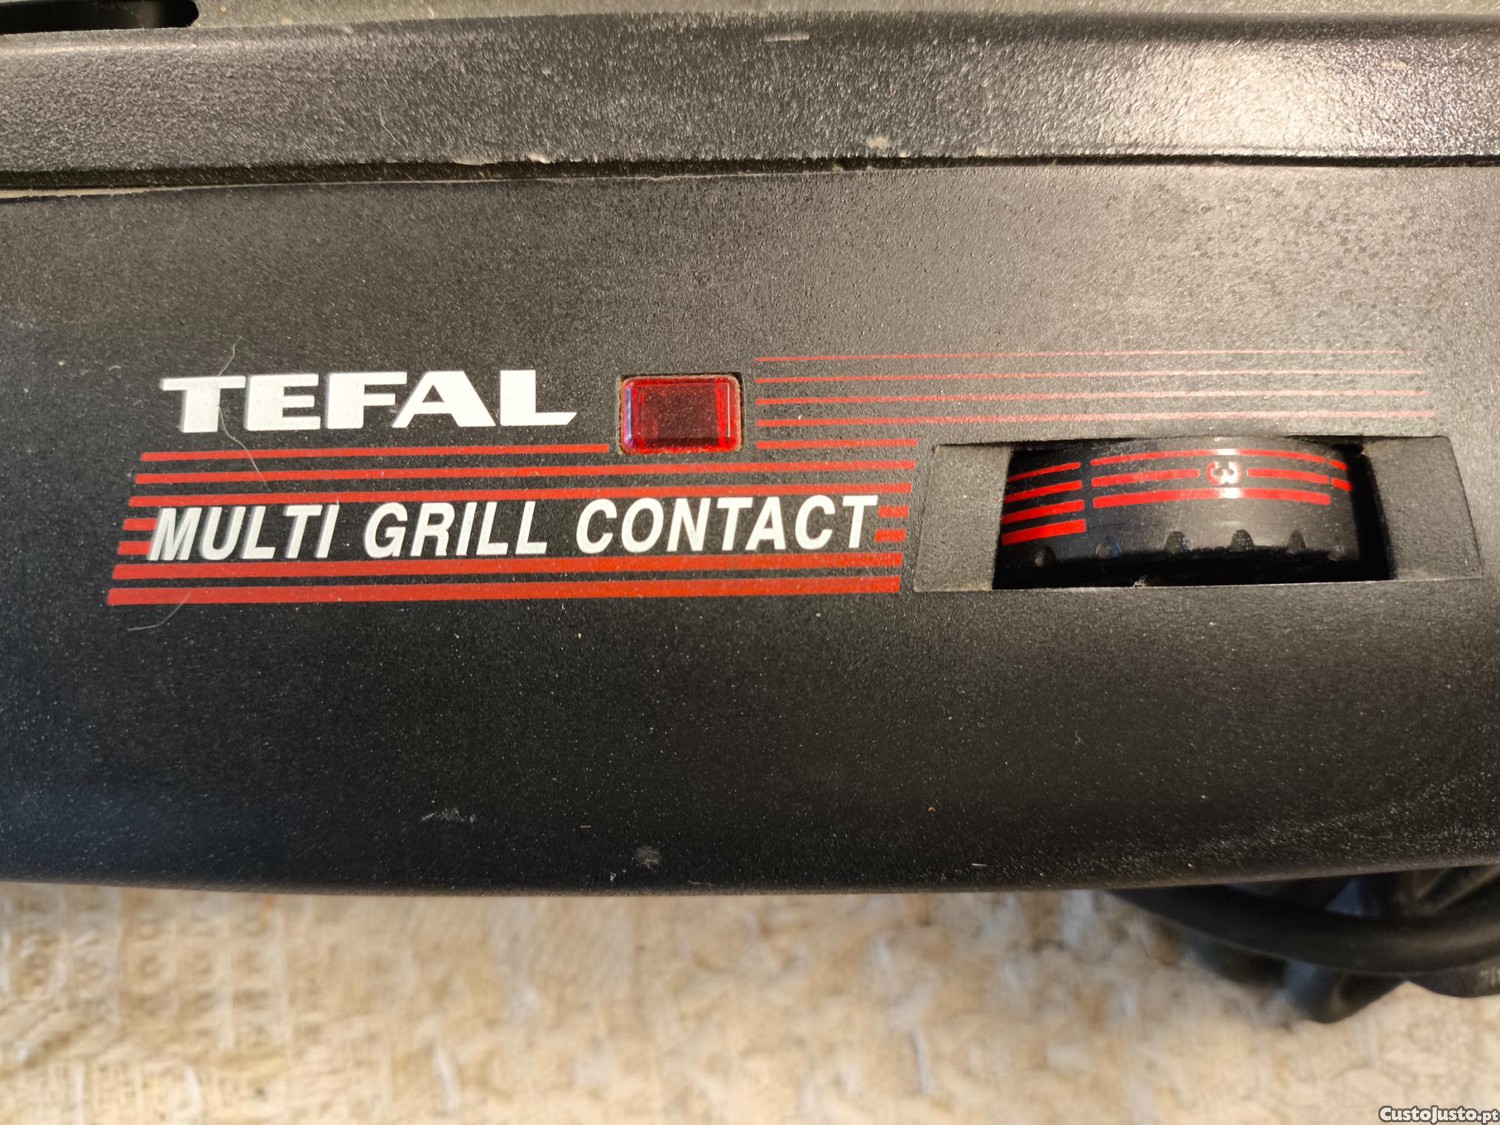 TEFAL
MULTI GRILL CONTACT
3
CustoJusto.pt